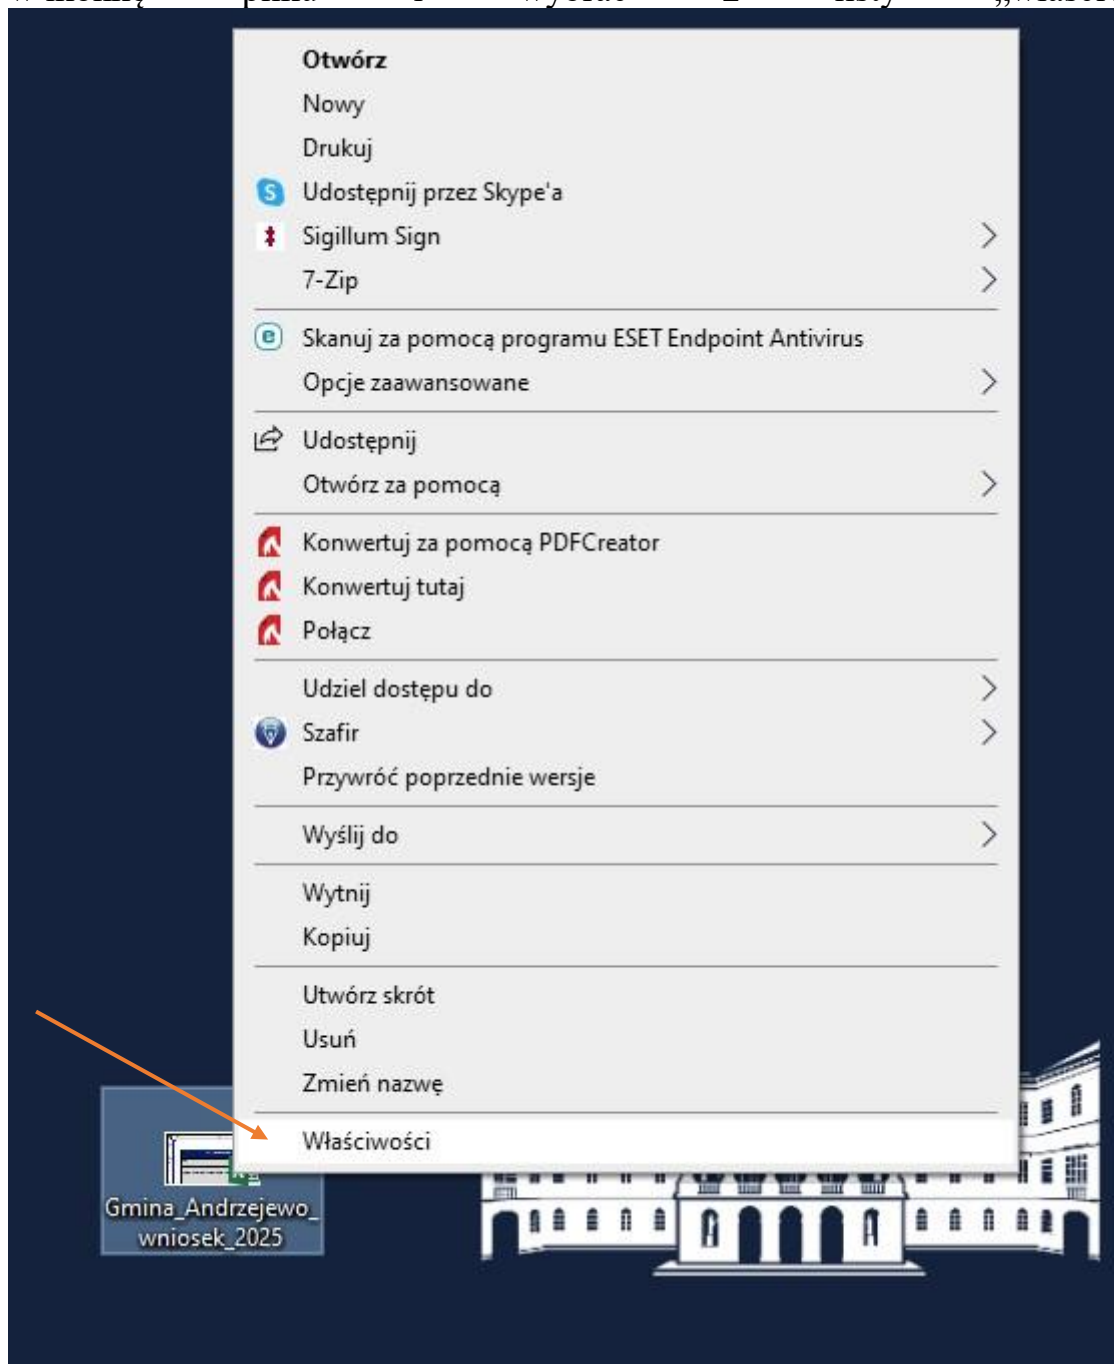 wybrać z listy
Otwórz
Nowy
Drukuj
Udostępnij przez Skype'a
Sigillum Sign
7-Zip
Skanuj za pomocą programu ESET Endpoint Antivirus
Opcje zaawansowane
Udostępnij
Otwórz za pomocą
Konwertuj za pomocą PDFCreator
Konwertuj tutaj
Połącz
Udziel dostępu do
Szafir
Przywróć poprzednie wersje
Wyślij do
Wytnij
Kopiuj
Utwórz skrót
Usuń
Zmień nazwę
Właściwości
Gmina_Andrzejewo_
wniosek_2025